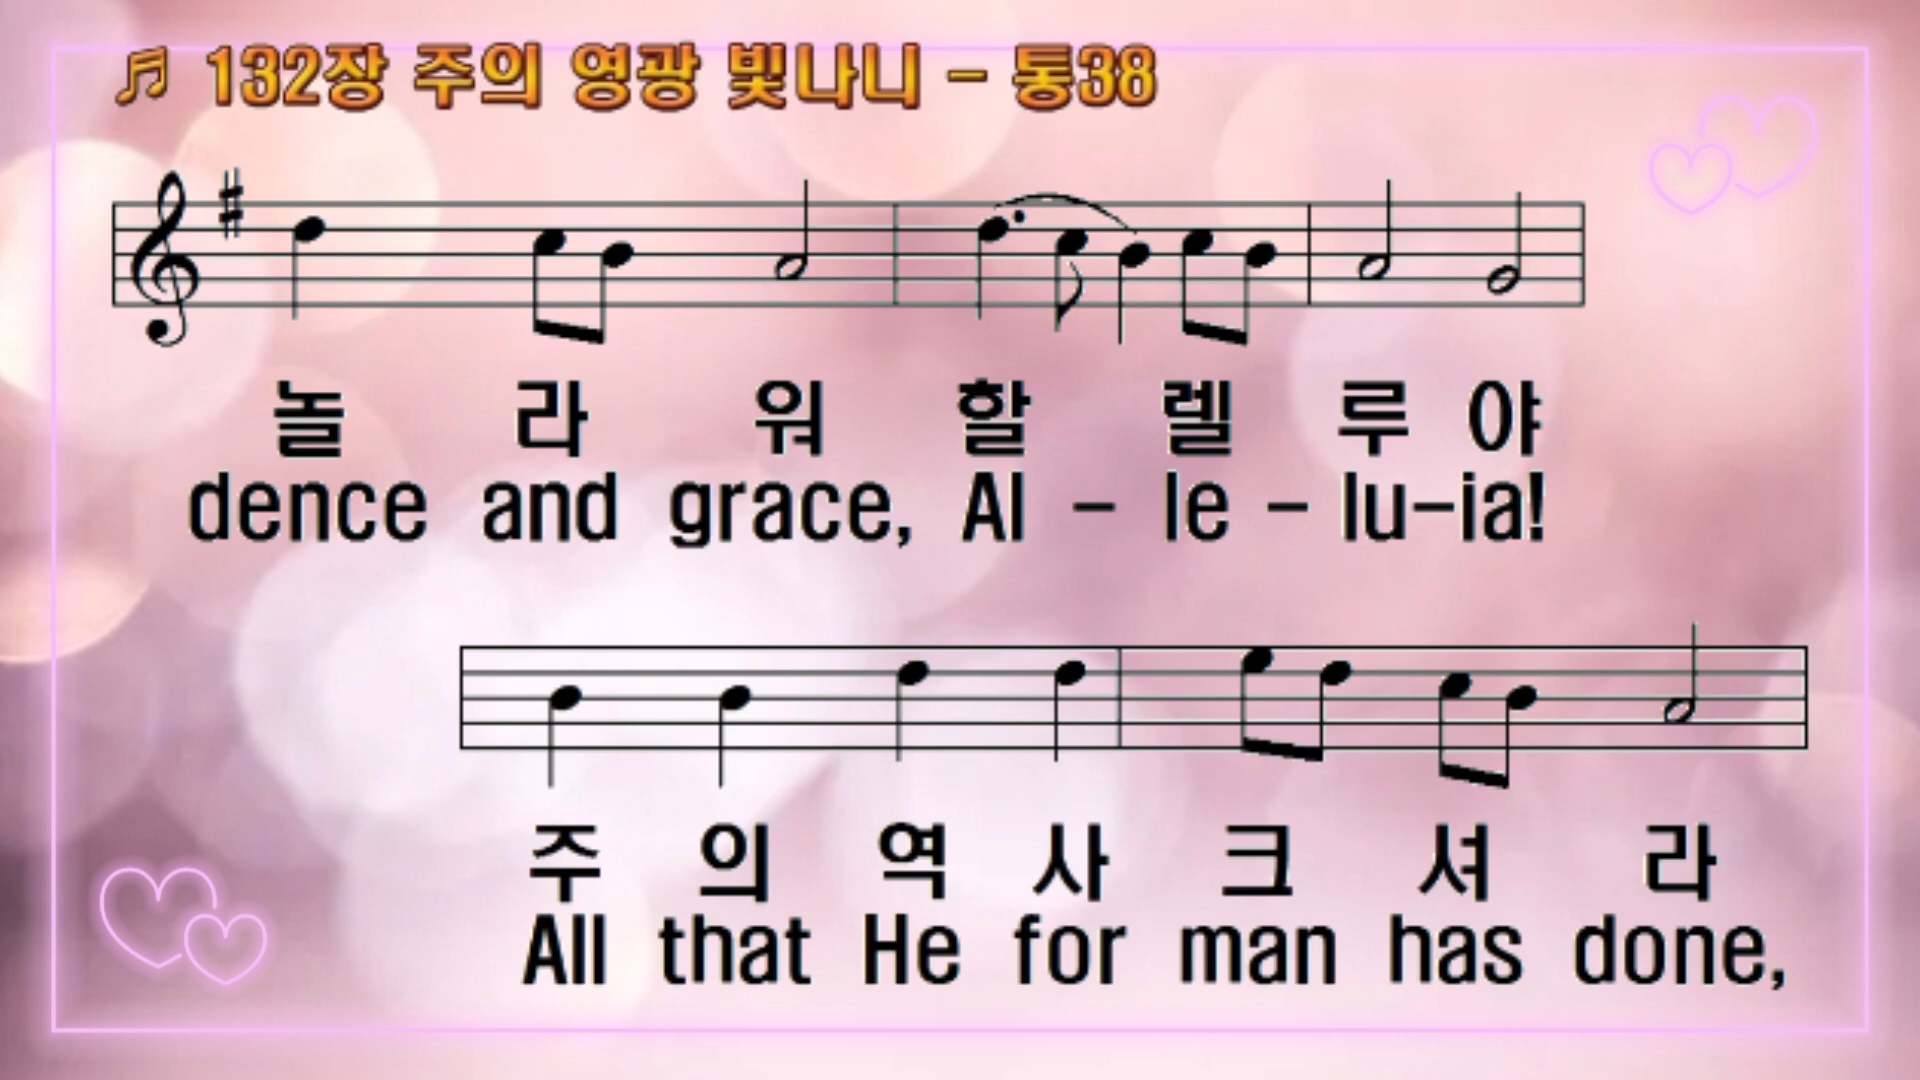 ♬ 132장 주의 영광 빛나니 - 통38
놀 라 워 할 렐 루 야
dence and grace, Al - le - lu-ia!
주 의 역 사 크 셔 라
All that He for man has done,